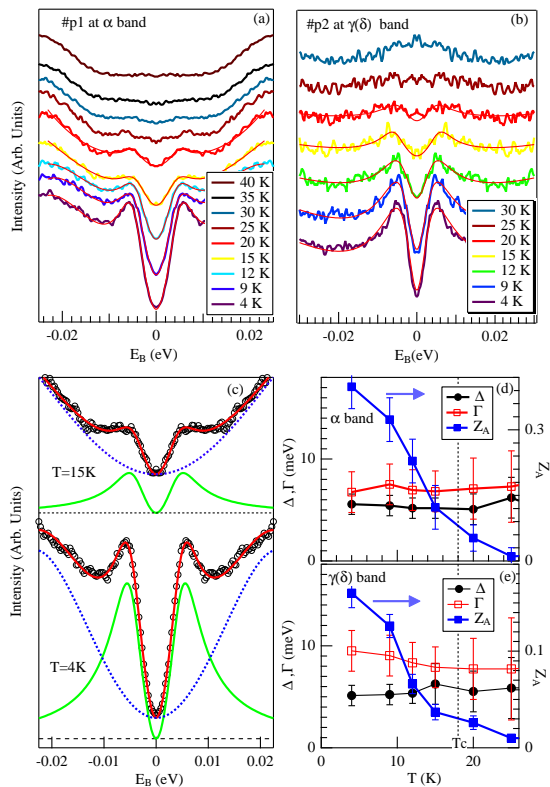 #p1 at α band
(a)
Intensity (Arb. Units)
40 K
35 K
30 K
25 K
20 K
15 K
12 K
9 K
4 K
-0.02
0
0.02
E_B (eV)
#p2 at γ(δ) band
(b)
30 K
25 K
20 K
15 K
12 K
9 K
4 K
-0.02
0
0.02
E_B(eV)
(c)
T=15K
T=4K
Intensity (Arb. Units)
-0.02
-0.01
0.00
0.01
0.02
E_B (eV)
(d)
α band
Δ
Γ
Z_A
Δ ,Γ (meV)
10
0
0.3
0
Z_A
(e)
γ(δ) band
Δ
Γ
Z_A
Δ ,Γ (meV)
10
0
0.1
0
Z_A
0
10
20
Tc
T (K)